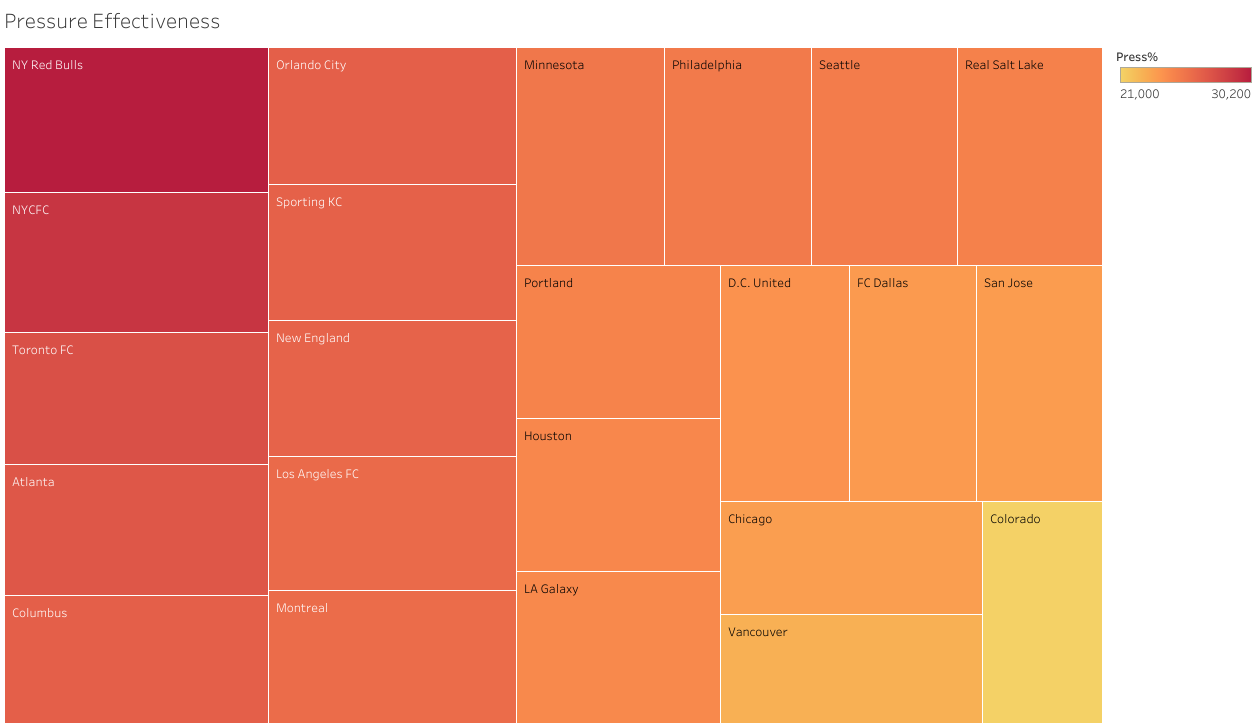 Pressure Effectiveness
NY Red Bulls
NYCFC
Toronto FC
Atlanta
Columbus
Orlando City
Sporting KC
New England
Los Angeles FC
Montreal
Minnesota
Philadelphia
Seattle
Real Salt Lake
Portland
Houston
LA Galaxy
D.C. United
FC Dallas
San Jose
Chicago
Vancouver
Colorado
Press%
21,000 30,200